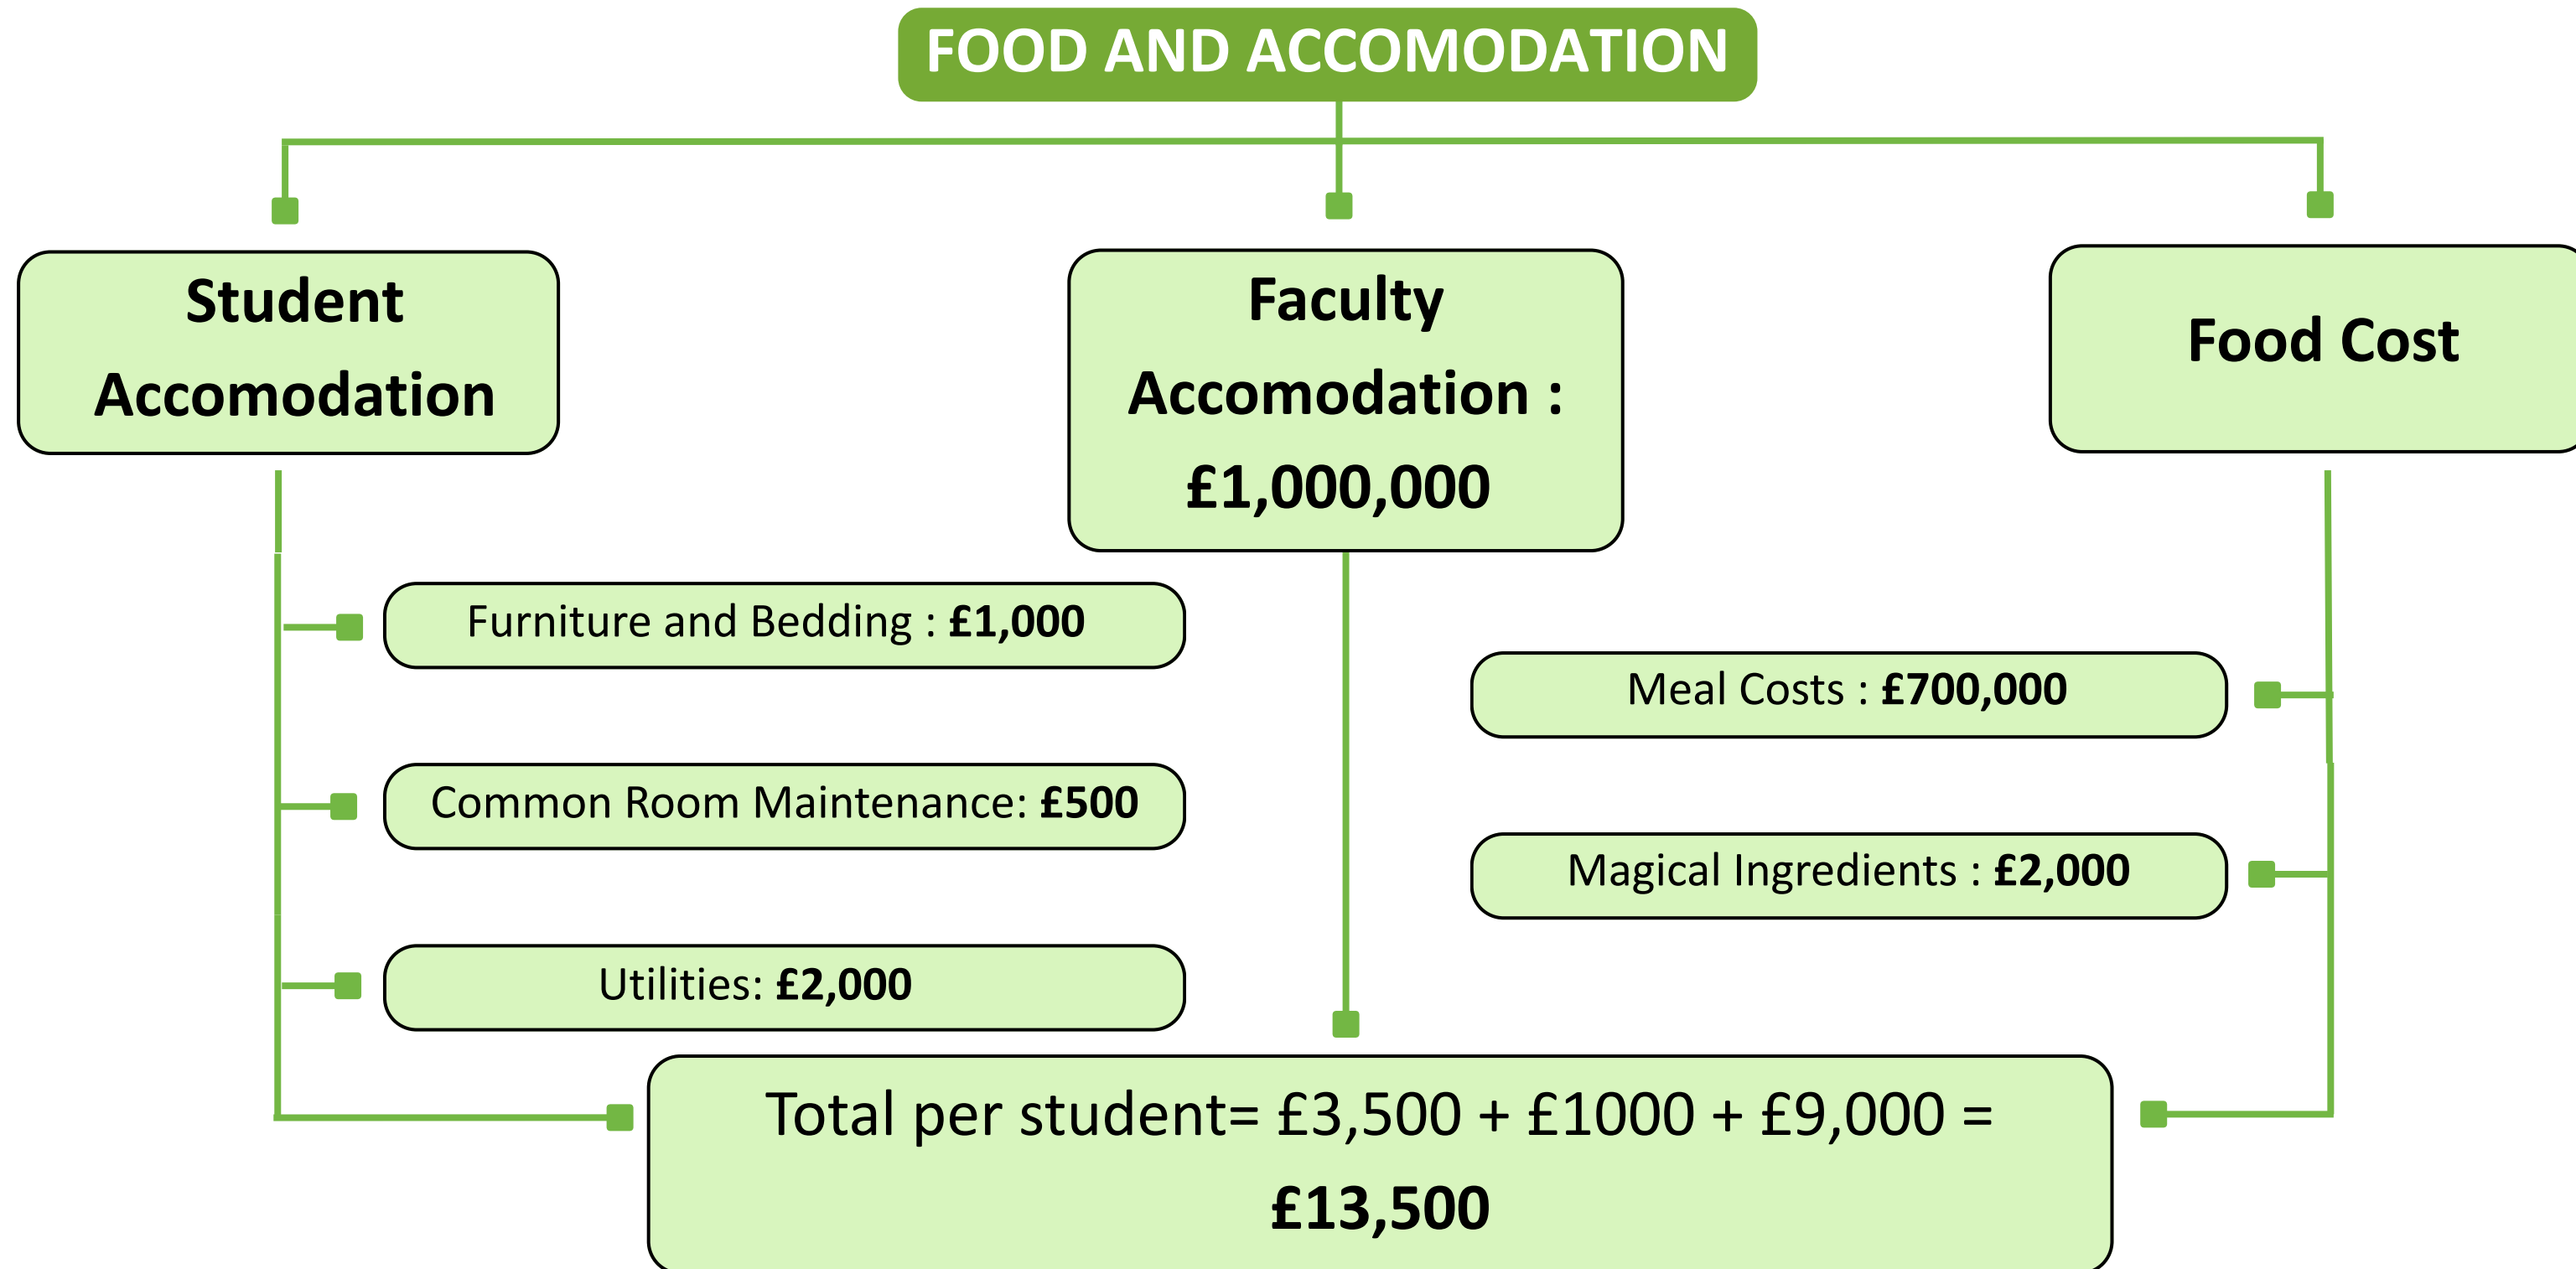 FOOD AND ACCOMODATION
Student
Accomodation
Faculty
Accomodation :
£1,000,000
Food Cost
Furniture and Bedding : £1,000
Common Room Maintenance: £500
Utilities: £2,000
Meal Costs : £700,000
Magical Ingredients : £2,000
Total per student= £3,500 + £1000 + £9,000 =
£13,500